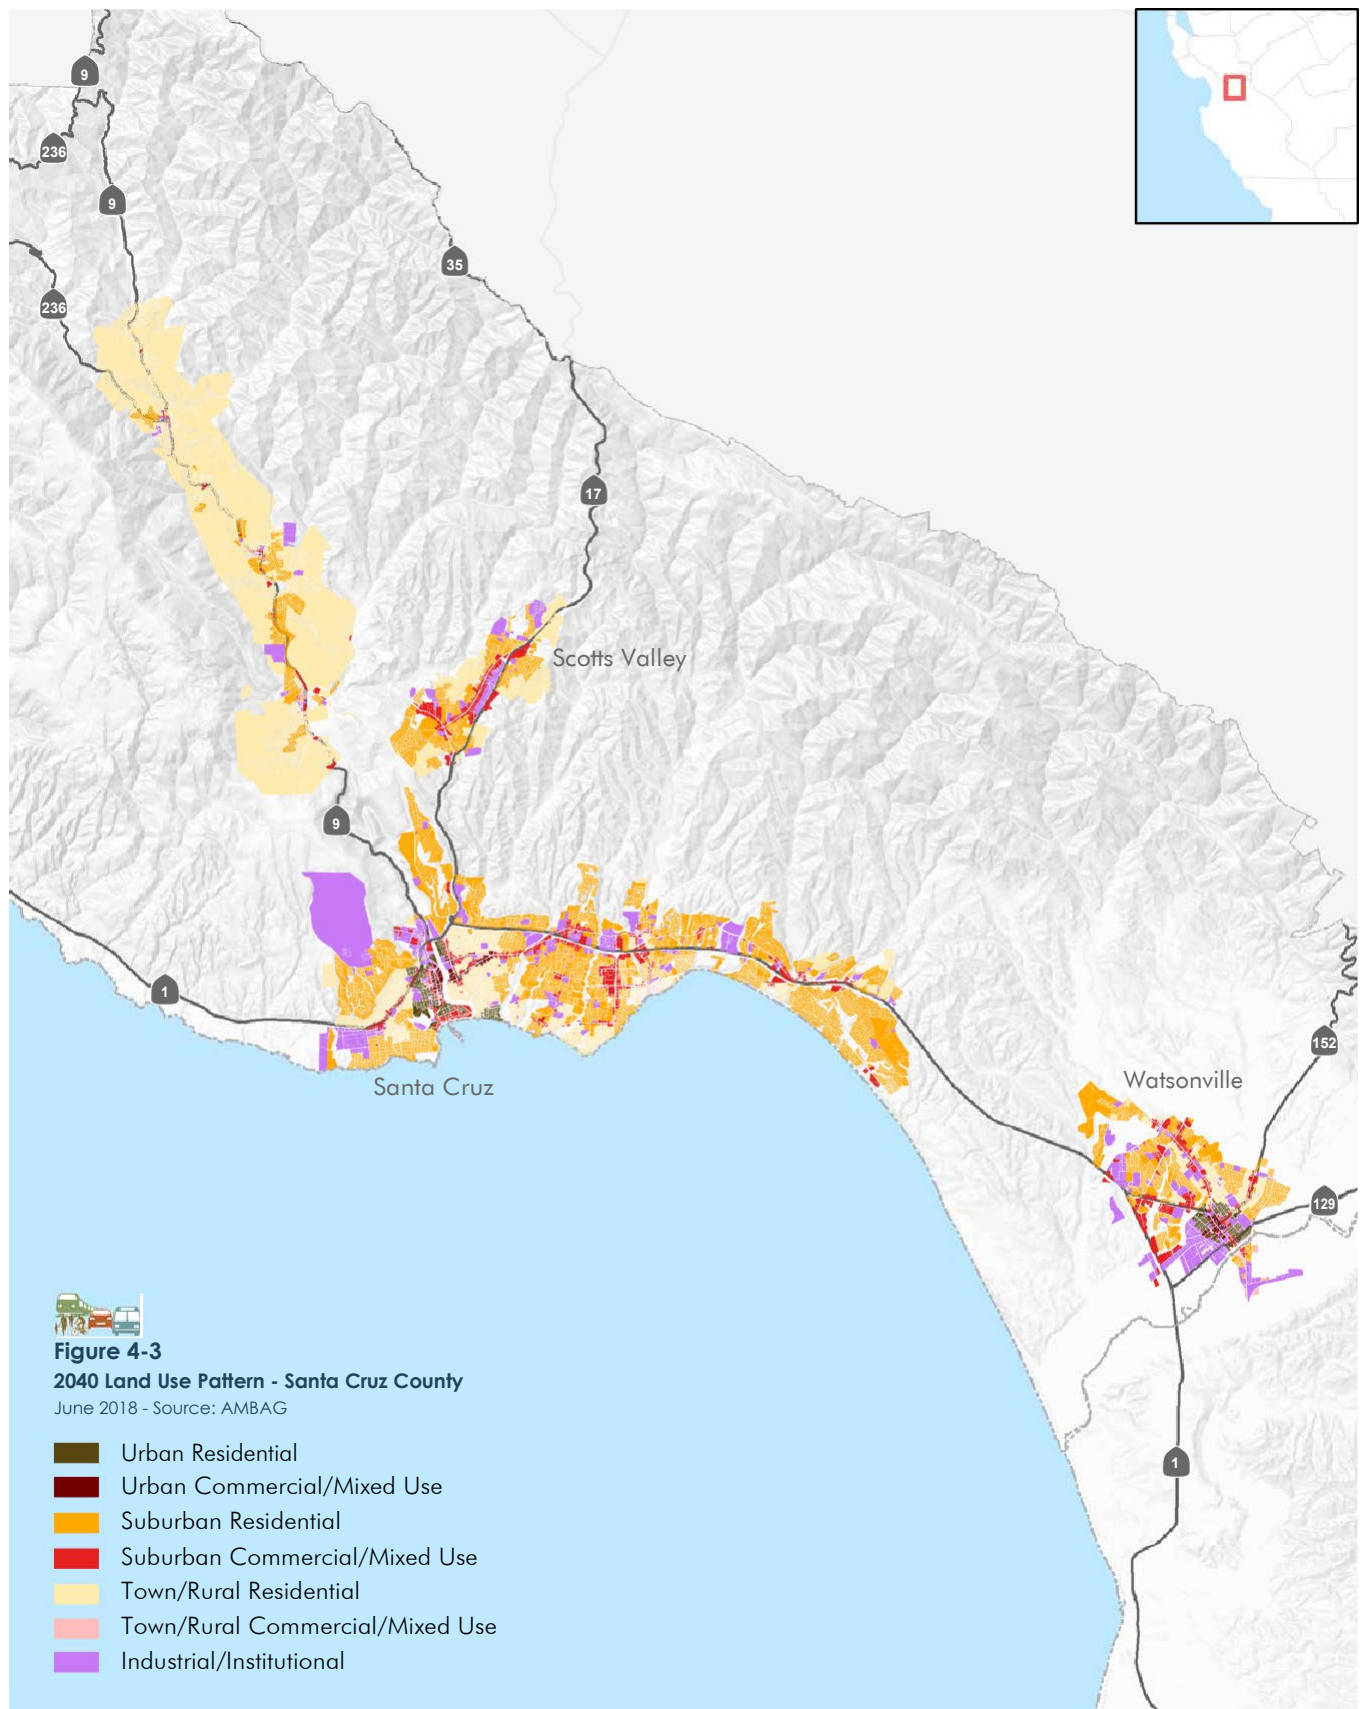 9
236
9
35
236
17
Scotts Valley
9
1
152
Santa Cruz
Watsonville
129
1
Figure 4-3
2040 Land Use Pattern - Santa Cruz County
June 2018 - Source: AMBAG
Urban Residential
Urban Commercial/Mixed Use
Suburban Residential
Suburban Commercial/Mixed Use
Town/Rural Residential
Town/Rural Commercial/Mixed Use
Industrial/Institutional